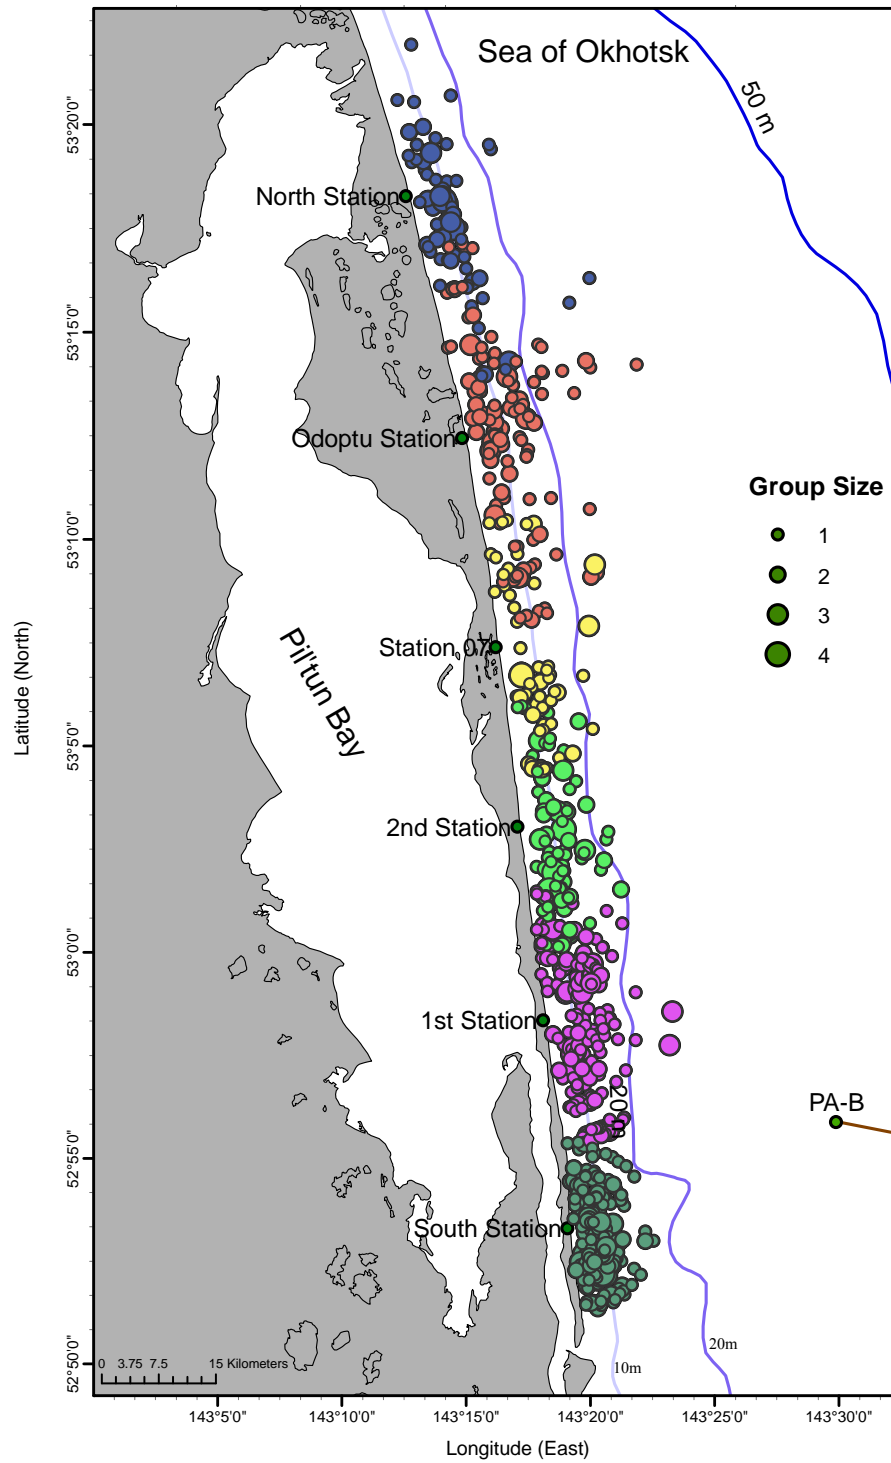 Sea of Okhotsk
50 m
53°20'0"
North Station
53°15'0"
Odoptu Station
Group Size
1
2
3
4
53°10'0"
Station 07
Pil'tun Bay
Latitude (North)
53°5'0"
2nd Station
53°0'0"
1st Station
20 m
PA-B
52°55'0"
South Station
20m
10m
0 3.75 7.5 15 Kilometers
52°50'0"
143°5'0" 143°10'0" 143°15'0" 143°20'0" 143°25'0" 143°30'0"
Longitude (East)